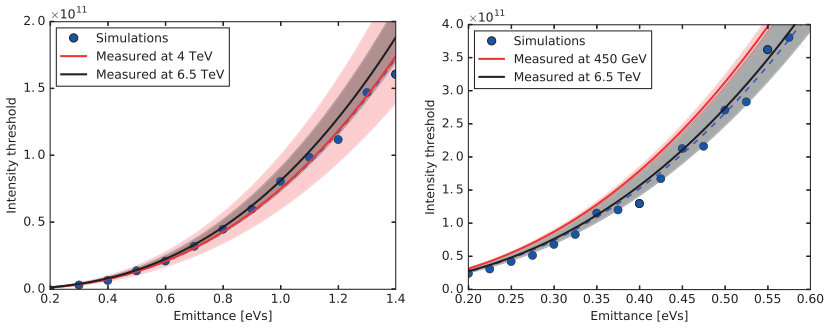 ×10¹¹
2.0
1.5
1.0
0.5
0.0
Intensity threshold
Simulations
Measured at 4 TeV
Measured at 6.5 TeV
0.2 0.4 0.6 0.8 1.0 1.2 1.4
Emittance [eVs]
×10¹¹
4.0
3.5
3.0
2.5
2.0
1.5
1.0
0.5
0.0
Intensity threshold
Simulations
Measured at 450 GeV
Measured at 6.5 TeV
0.20 0.25 0.30 0.35 0.40 0.45 0.50 0.55 0.60
Emittance [eVs]